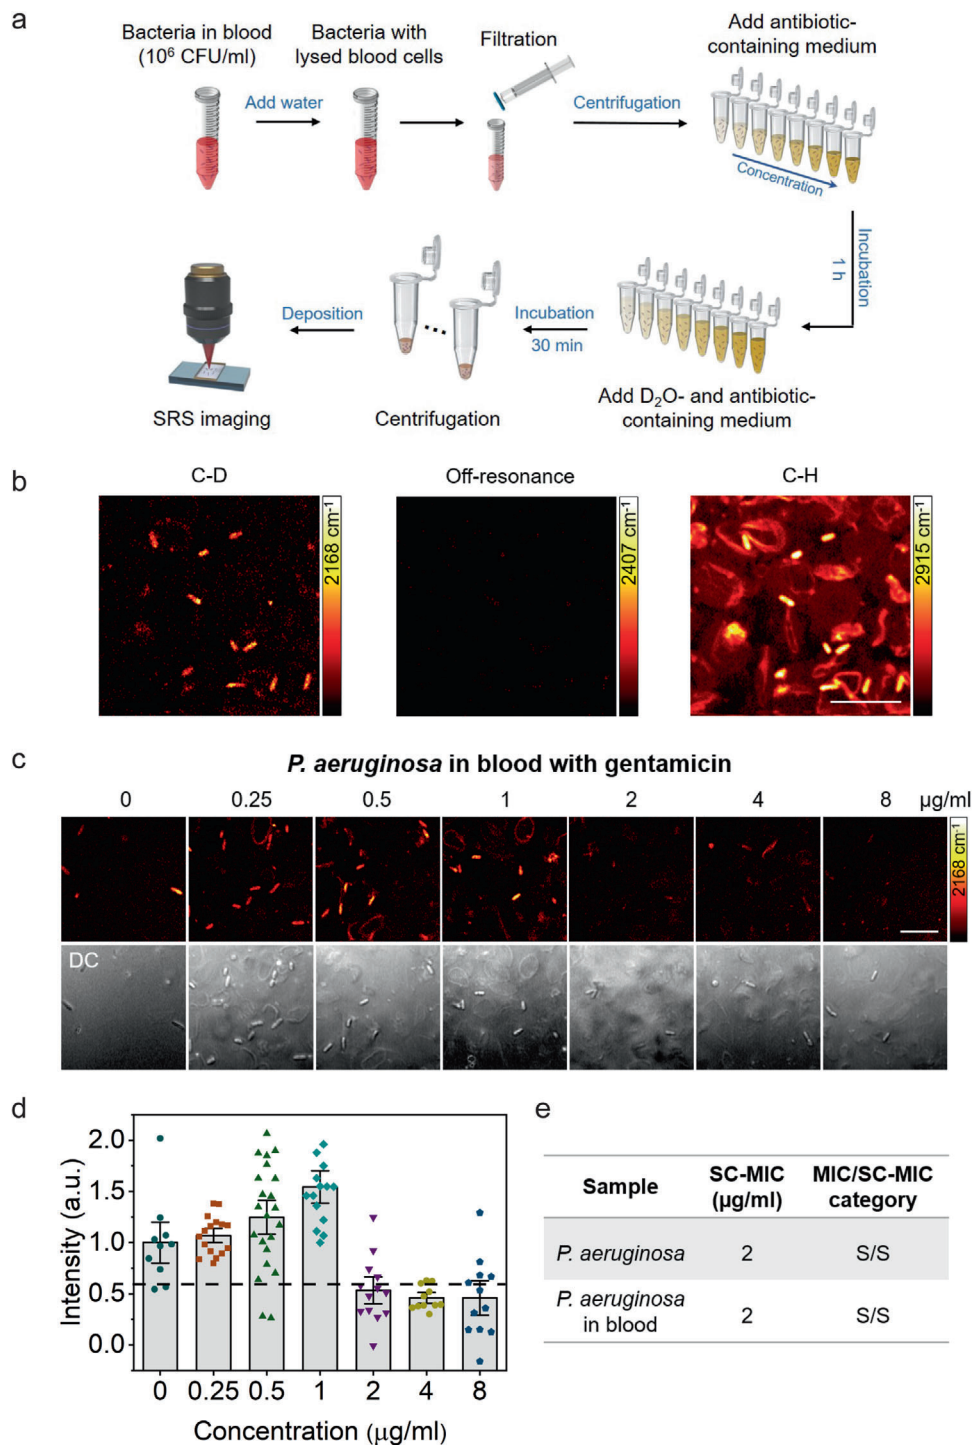 a
Bacteria in blood
(10⁶ CFU/ml)
Add water
Bacteria with
lysed blood cells
Filtration
Centrifugation
Add antibiotic-
containing medium
Concentration
Incubation
1 h
Add D₂O- and antibiotic-
containing medium
Incubation
30 min
Centrifugation
Deposition
SRS imaging
b
C-D
2168 cm⁻¹
Off-resonance
2407 cm⁻¹
C-H
2915 cm⁻¹
c
P. aeruginosa in blood with gentamicin
0 0.25 0.5 1 2 4 8 µg/ml
2168 cm⁻¹
DC
d
Intensity (a.u.)
2.0
1.5
1.0
0.5
0.0
0 0.25 0.5 1 2 4 8
Concentration (µg/ml)
e
Sample SC-MIC (µg/ml) MIC/SC-MIC category
P. aeruginosa 2 S/S
P. aeruginosa in blood 2 S/S